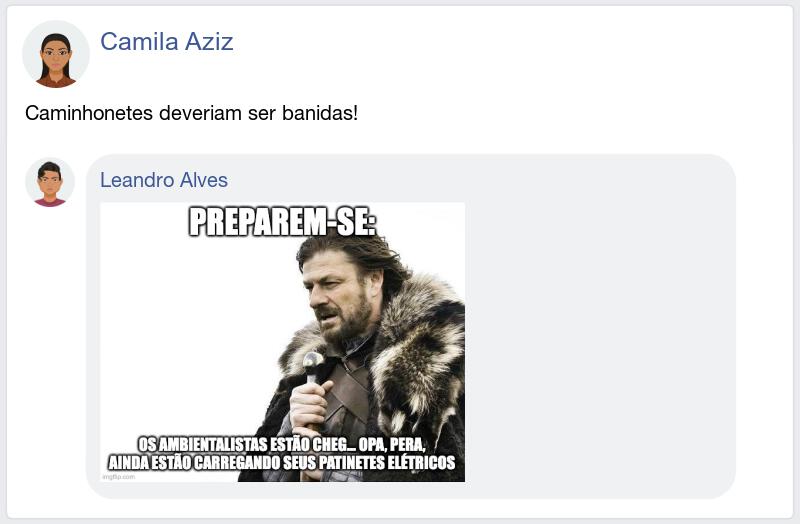 Camila Aziz
Caminhonetes deveriam ser banidas!
Leandro Alves
PREPAREM-SE:
OS AMBIENTALISTAS ESTÃO CHEG... OPA, PERA,
AINDA ESTÃO CARREGANDO SEUS PATINETES ELÉTRICOS
imgflip.com